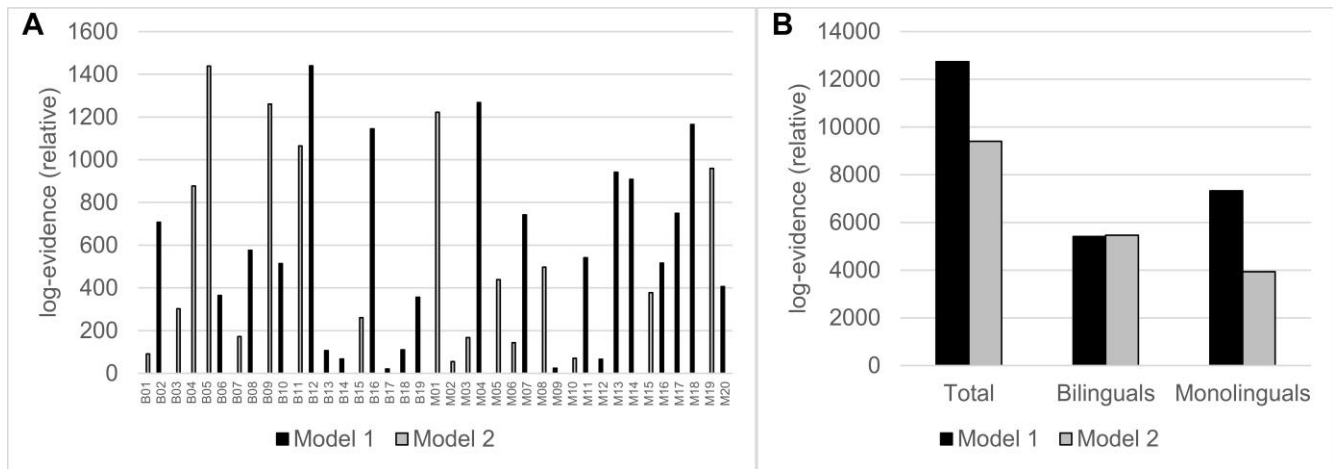 A
log-evidence (relative)
1600
1400
1200
1000
800
600
400
200
0
B01 B02 B03 B04 B05 B06 B07 B08 B09 B10 B11 B12 B13 B14 B15 B16 B17 B18 B19 M01 M02 M03 M04 M05 M06 M07 M08 M09 M10 M11 M12 M13 M14 M15 M16 M17 M18 M19 M20
Model 1 Model 2
B
log-evidence (relative)
14000
12000
10000
8000
6000
4000
2000
0
Total Bilinguals Monolinguals
Model 1 Model 2